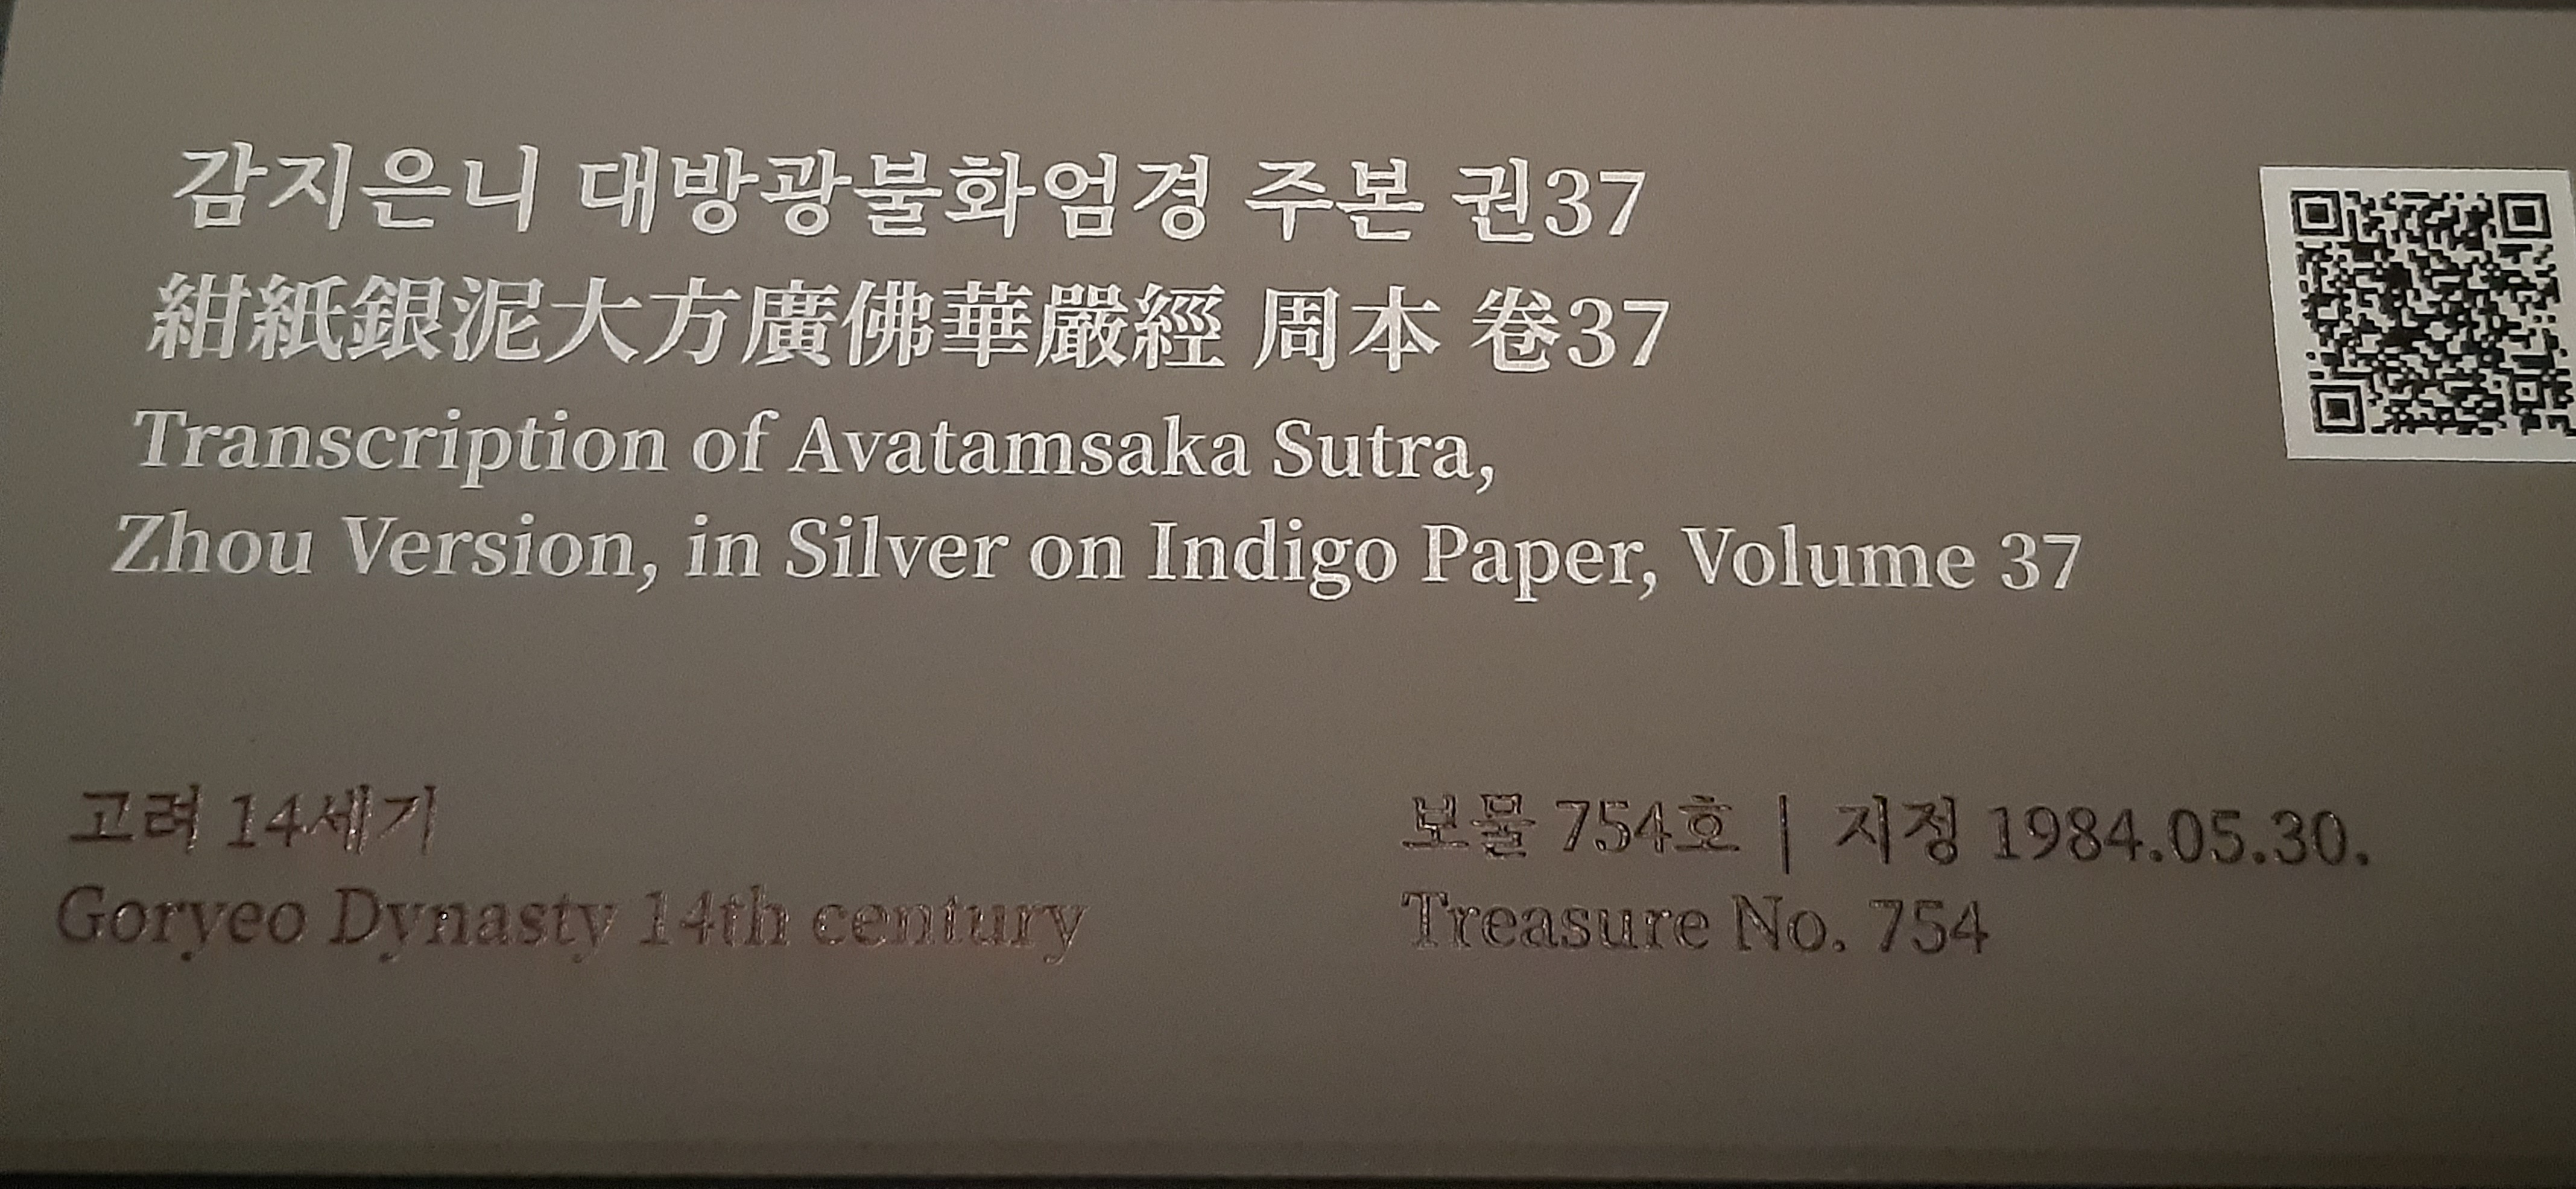 감지은니 대방광불화엄경 주본 권37
紺紙銀泥大方廣佛華嚴經 周本 卷37
Transcription of Avatamsaka Sutra,
Zhou Version, in Silver on Indigo Paper, Volume 37
고려 14세기
Goryeo Dynasty 14th century
보물 754호 | 지정 1984.05.30.
Treasure No. 754